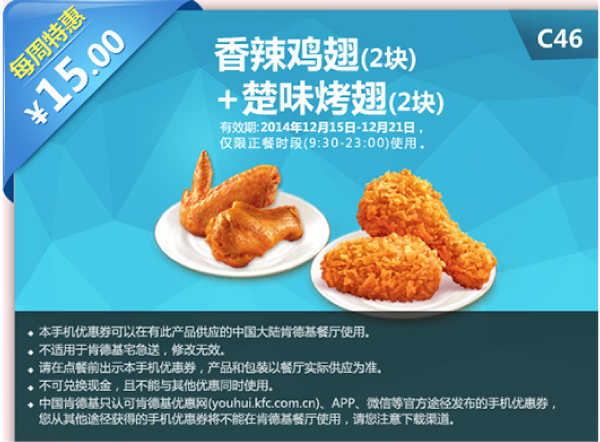 每周特惠
¥15.00
C46
香辣鸡翅(2块)
+楚味烤翅(2块)
有效期:2014年12月15日-12月21日，
仅限正餐时段(9:30-23:00)使用。
本手机优惠券可以在有此产品供应的中国大陆肯德基餐厅使用。
不适用于肯德基宅急送，修改无效。
请在点餐前出示本手机优惠券，产品和包装以餐厅实际供应为准。
不可兑换现金，且不能与其他优惠同时使用。
中国肯德基只认可肯德基优惠网(youhui.kfc.com.cn)、APP、微信等官方途径发布的手机优惠券，
您从其他途径获得的手机优惠券将不能在肯德基餐厅使用，请您注意下载渠道。